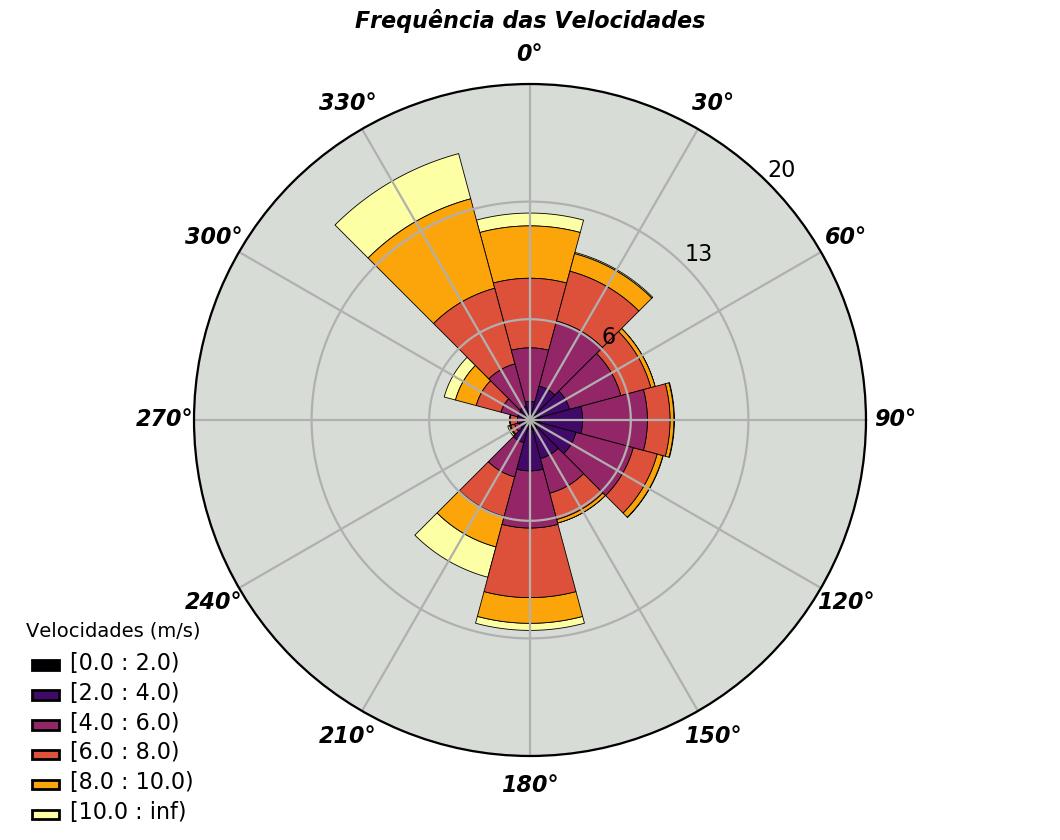 Frequência das Velocidades
0°
330°
30°
20
300°
60°
13
6
270°
90°
240°
120°
210°
150°
180°
Velocidades (m/s)
[0.0 : 2.0)
[2.0 : 4.0)
[4.0 : 6.0)
[6.0 : 8.0)
[8.0 : 10.0)
[10.0 : inf)